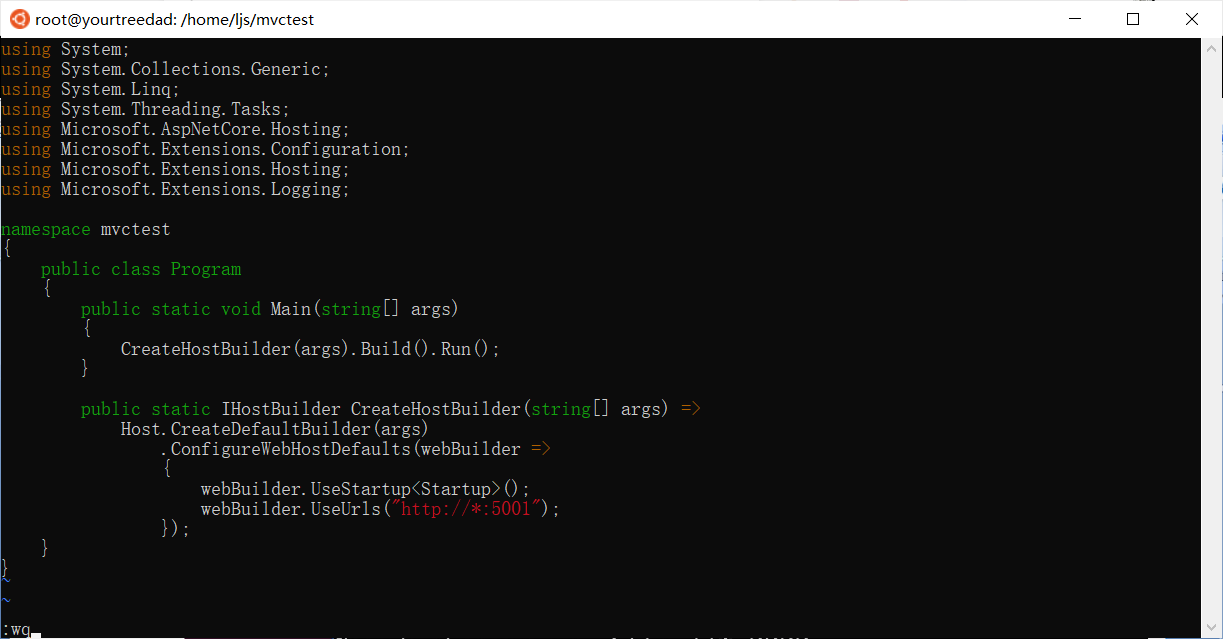 root@yourtreedad: /home/ljs/mvctest
using System;
using System.Collections.Generic;
using System.Linq;
using System.Threading.Tasks;
using Microsoft.AspNetCore.Hosting;
using Microsoft.Extensions.Configuration;
using Microsoft.Extensions.Hosting;
using Microsoft.Extensions.Logging;

namespace mvctest
{
    public class Program
    {
        public static void Main(string[] args)
        {
            CreateHostBuilder(args).Build().Run();
        }

        public static IHostBuilder CreateHostBuilder(string[] args) =>
            Host.CreateDefaultBuilder(args)
                .ConfigureWebHostDefaults(webBuilder =>
                {
                    webBuilder.UseStartup<Startup>();
                    webBuilder.UseUrls("http://*:5001");
                });
    }
}
~
~
:wq